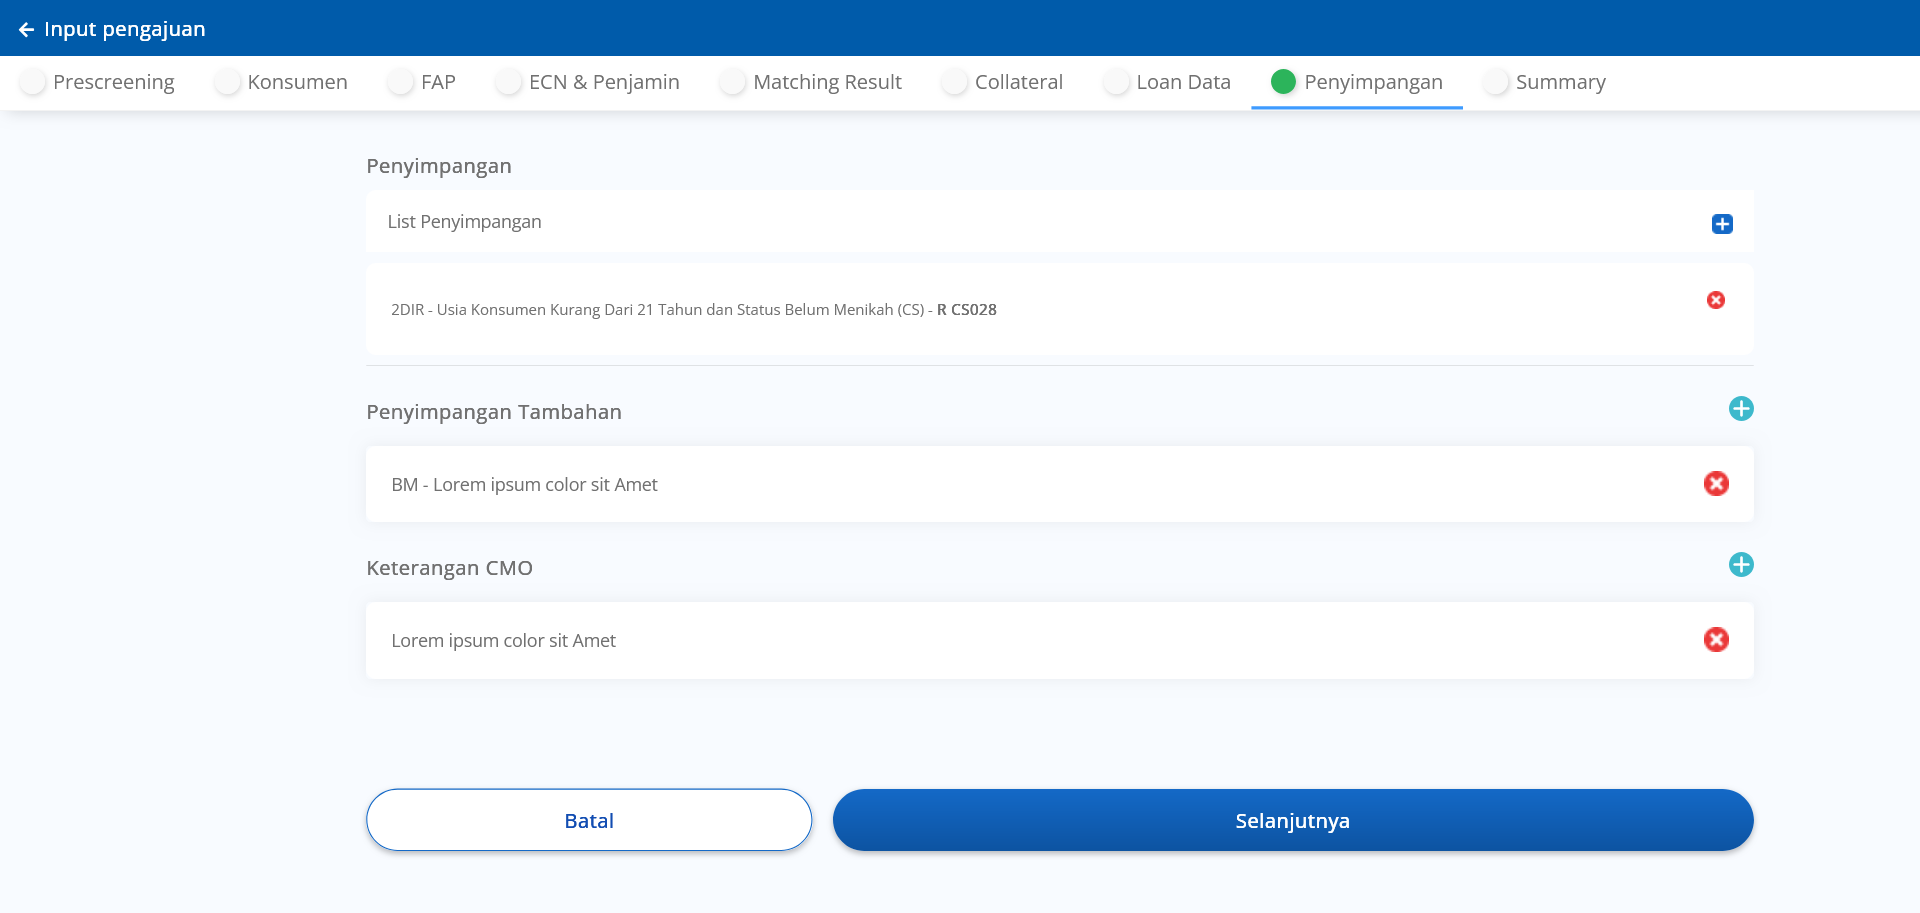 Input pengajuan
Prescreening Konsumen FAP ECN & Penjamin Matching Result Collateral Loan Data Penyimpangan Summary
Penyimpangan
List Penyimpangan
2DIR - Usia Konsumen Kurang Dari 21 Tahun dan Status Belum Menikah (CS) - R CS028
Penyimpangan Tambahan
BM - Lorem ipsum color sit Amet
Keterangan CMO
Lorem ipsum color sit Amet
Batal Selanjutnya